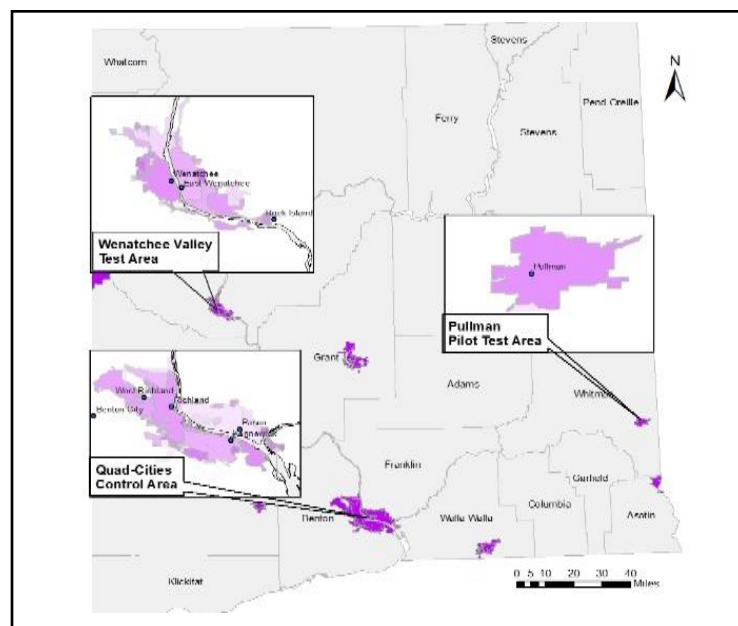 Stevens
Whatcom
N
Pend Oreille
Ferry
Stevens
Wenatchee
East Wenatchee
Rock Island
Wenatchee Valley
Test Area
Pullman
Pullman
Pilot Test Area
Grant
Adams
Whitman
West Richland
Richland
Benton City
Pasco
Kennewick
Quad-Cities
Control Area
Franklin
Garfield
Columbia
Asotin
Benton
Walla Walla
Klickitat
0 5 10 20 30 40
Miles